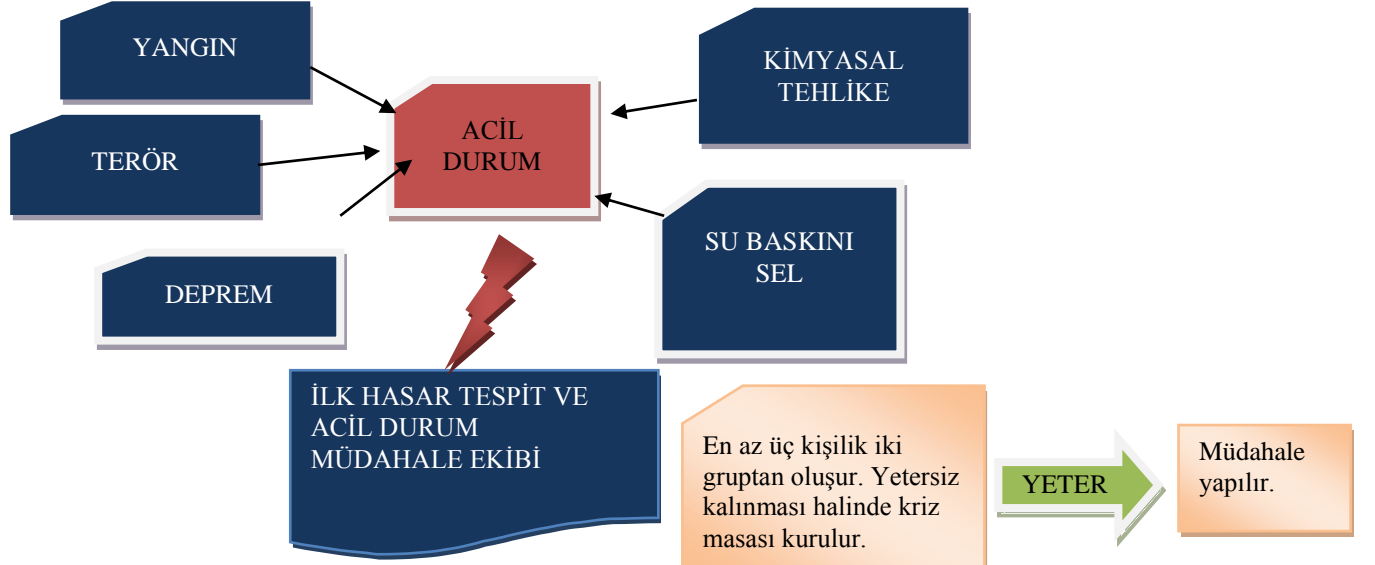 YANGIN
KİMYASAL
TEHLİKE
ACİL
DURUM
TERÖR
SU BASKINI
SEL
DEPREM
İLK HASAR TESPİT VE
ACİL DURUM
MÜDAHALE EKİBİ
En az üç kişilik iki
gruptan oluşur. Yetersiz
kalınması halinde kriz
masası kurulur.
YETER
Müdahale
yapılır.